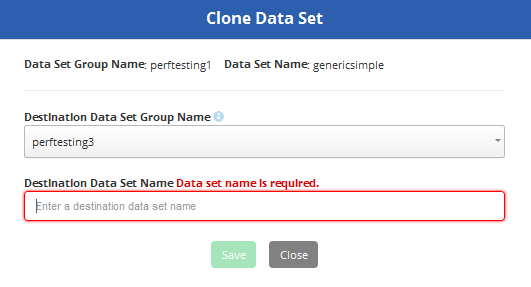 Clone Data Set
Data Set Group Name: perftesting1 Data Set Name: genericsimple
Destination Data Set Group Name
perftesting3
Destination Data Set Name Data set name is required.
Enter a destination data set name
Save Close